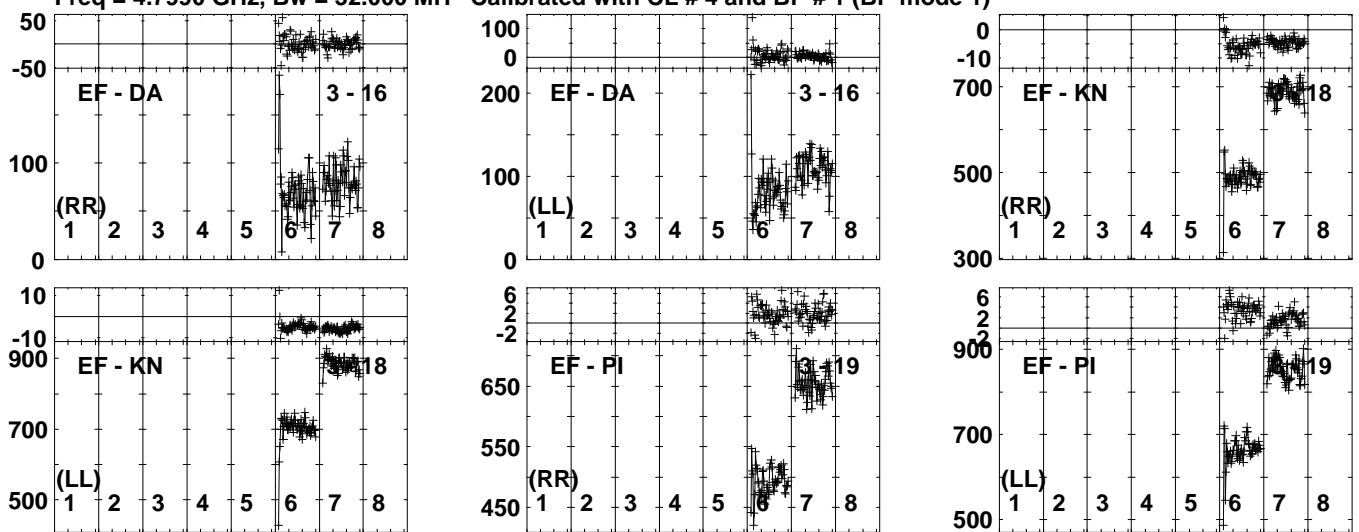 Freq = 4.7990 GHz, Bw = 32.000 MH Calibrated with CL # 4 and BP # 1 (BP mode 1)
50 100 0
-50 0 -10
EF - DA 3 - 16 EF - DA 3 - 16 EF - KN 18
200 700
100 100 500
(RR) (LL) (RR)
1 2 3 4 5 6 7 8 1 2 3 4 5 6 7 8 1 2 3 4 5 6 7 8
0 0 300
10 6 6
2 2
-10 -2 -2
900 EF - KN 18 EF - PI 3 - 19 900 EF - PI 19
650
700 550 700
(LL) (RR) (LL)
500 1 2 3 4 5 6 7 8 450 1 2 3 4 5 6 7 8 500 1 2 3 4 5 6 7 8